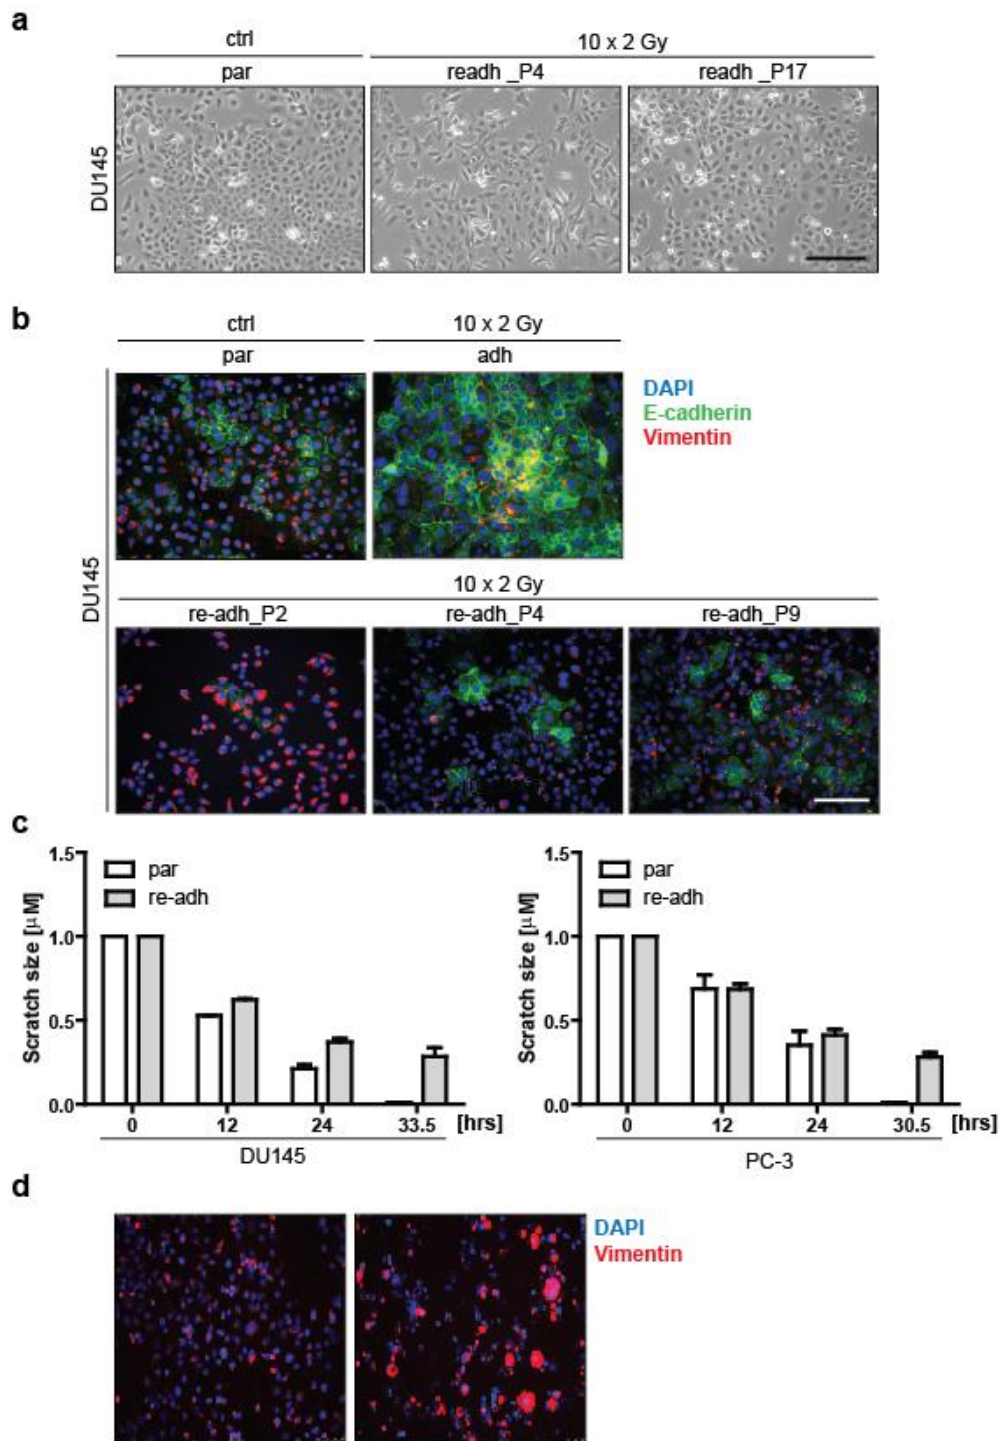 a
ctrl
10 x 2 Gy
par
readh _P4
readh _P17
DU145
b
ctrl
10 x 2 Gy
par
adh
DAPI
E-cadherin
Vimentin
DU145
10 x 2 Gy
re-adh_P2
re-adh_P4
re-adh_P9
c
Scratch size [µM]
1.5
1.0
0.5
0.0
par
re-adh
0 12 24 33.5 [hrs]
DU145
Scratch size [µM]
1.5
1.0
0.5
0.0
par
re-adh
0 12 24 30.5 [hrs]
PC-3
d
DAPI
Vimentin